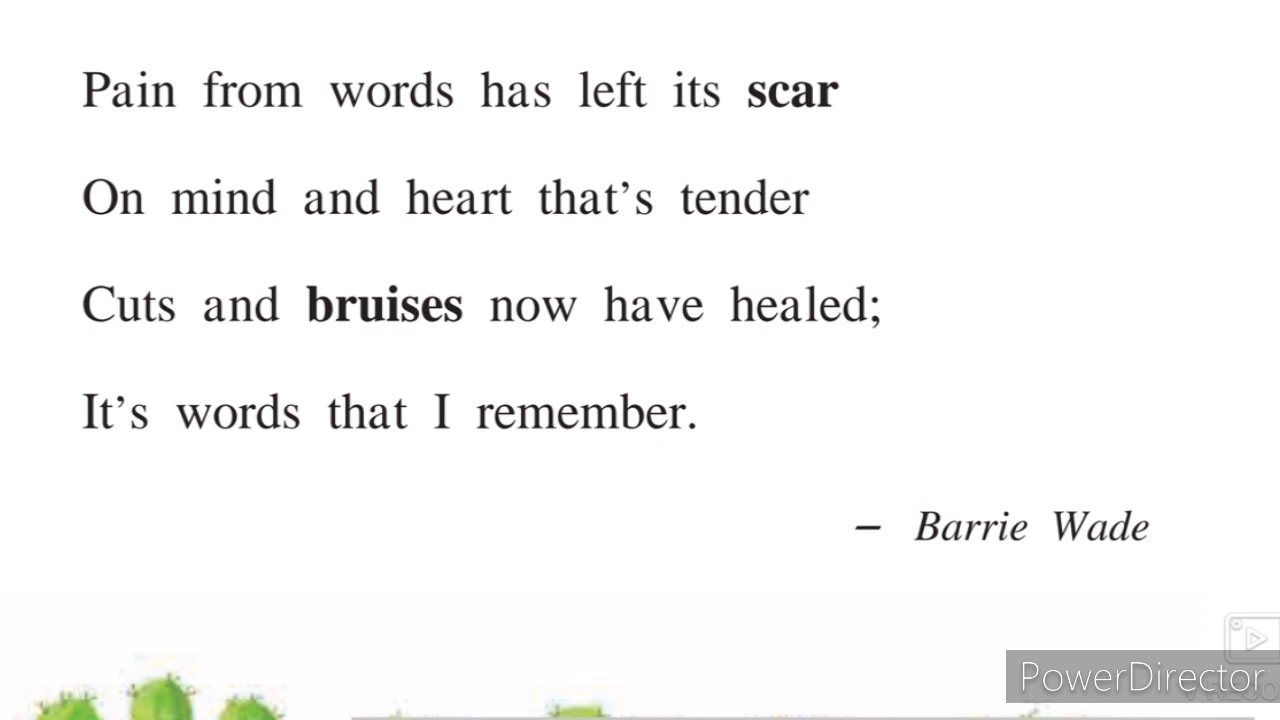 Pain from words has left its scar
On mind and heart that’s tender
Cuts and bruises now have healed;
It’s words that I remember.
– Barrie Wade
PowerDirector